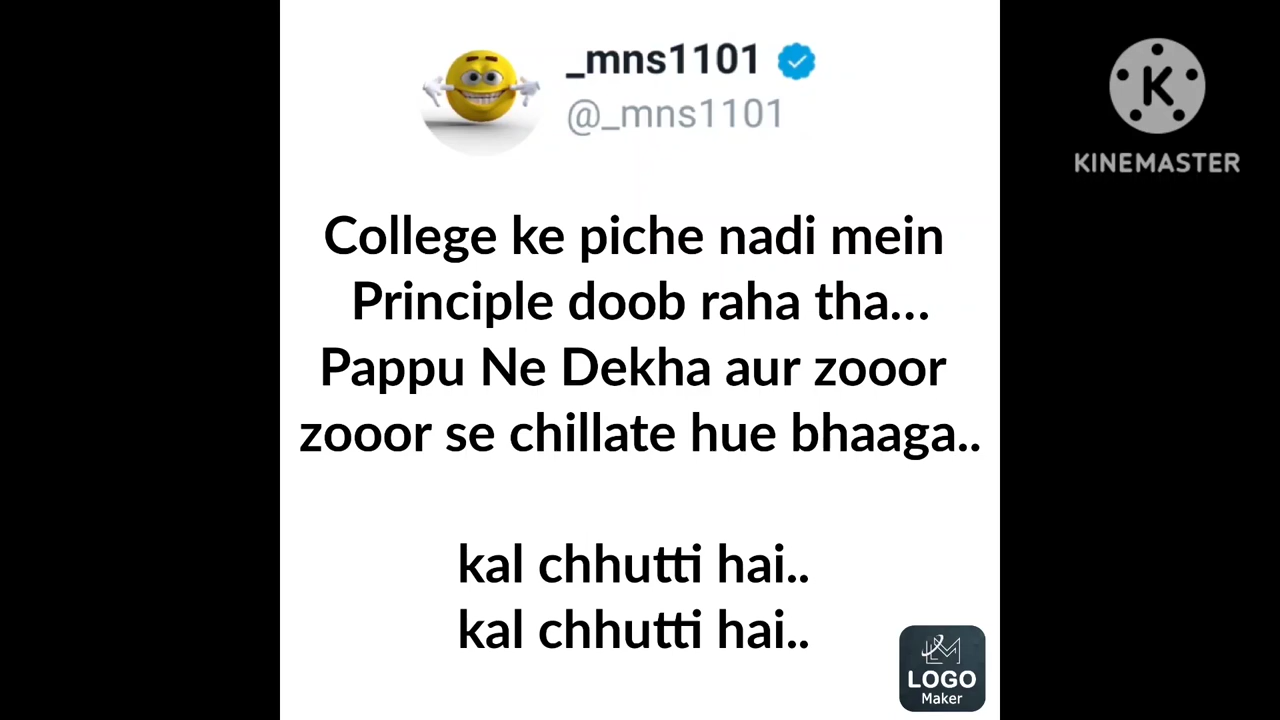 _mns1101
@_mns1101
K
KINEMASTER
College ke piche nadi mein
Principle doob raha tha...
Pappu Ne Dekha aur zooor
zooor se chillate hue bhaaga..
kal chhutti hai..
kal chhutti hai..
LM
LOGO
Maker